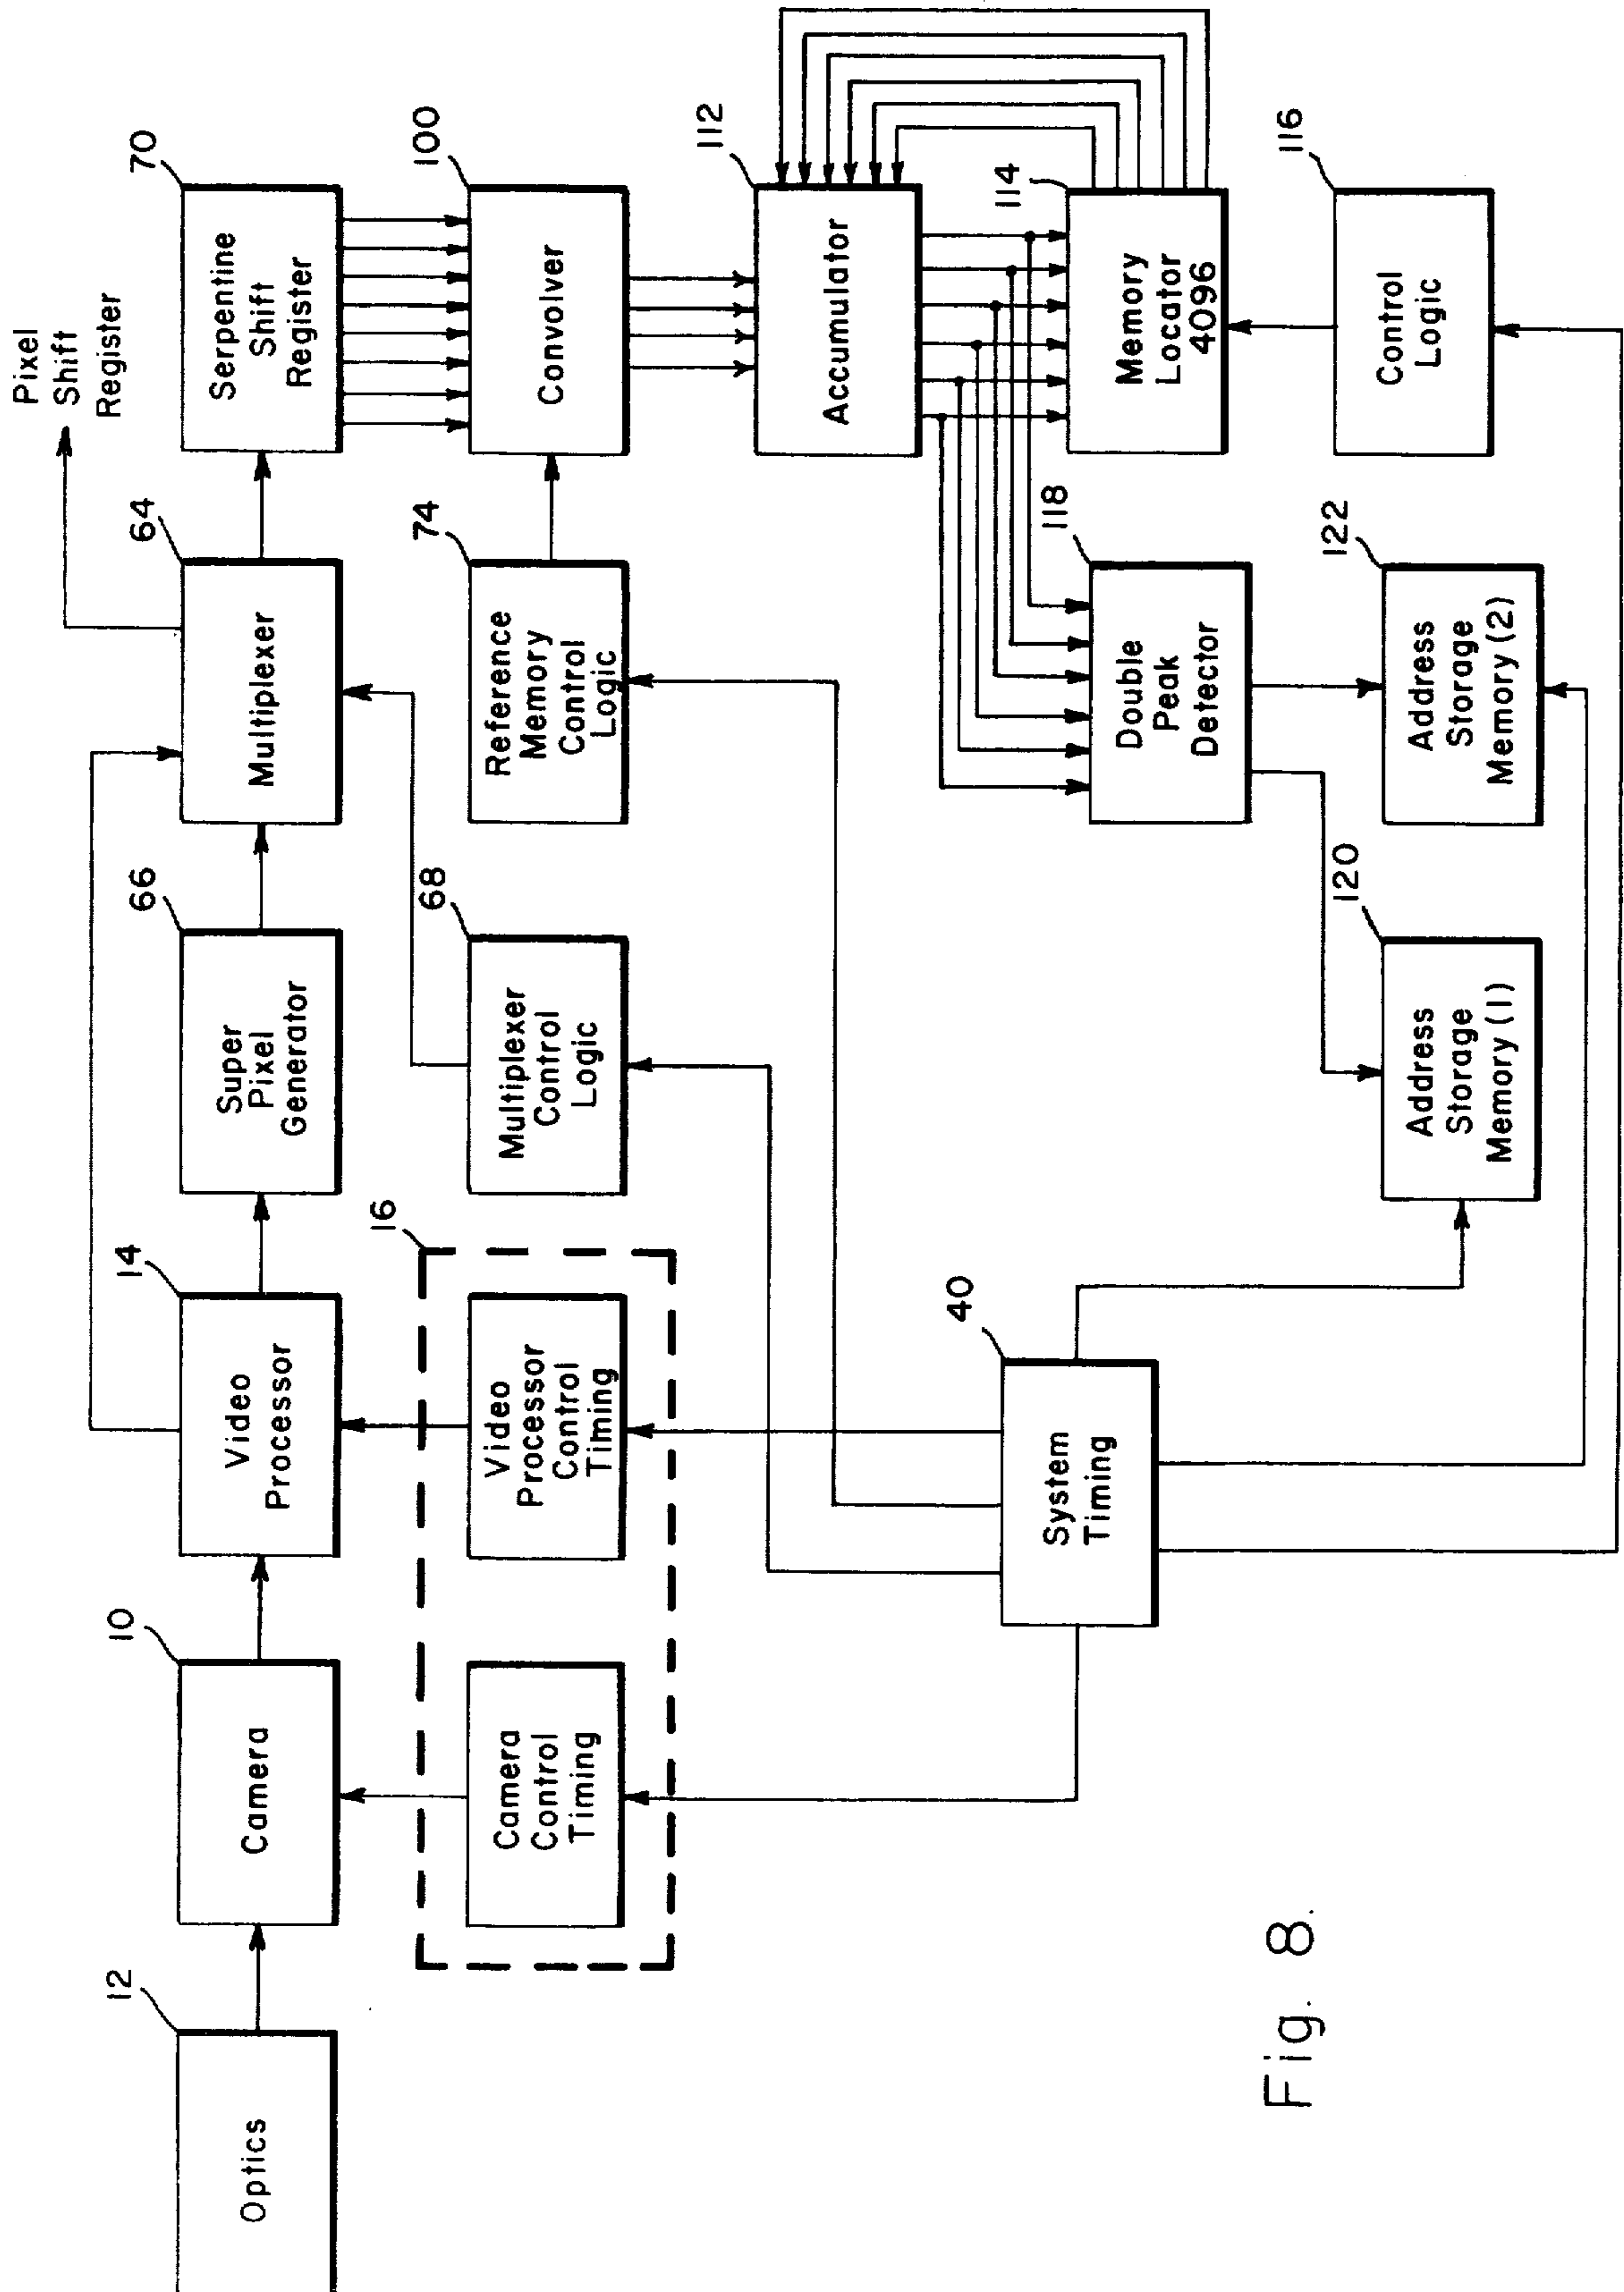 Pixel
Shift
Register
12
Optics
10
Camera
14
Video
Processor
66
Super
Pixel
Generator
64
Multiplexer
70
Serpentine
Shift
Register
16
Camera
Control
Timing
Video
Processor
Control
Timing
68
Multiplexer
Control
Logic
74
Reference
Memory
Control
Logic
100
Convolver
112
Accumulator
40
System
Timing
118
Double
Peak
Detector
114
Memory
Locator
4096
120
Address
Storage
Memory (1)
122
Address
Storage
Memory (2)
116
Control
Logic
Fig. 8.